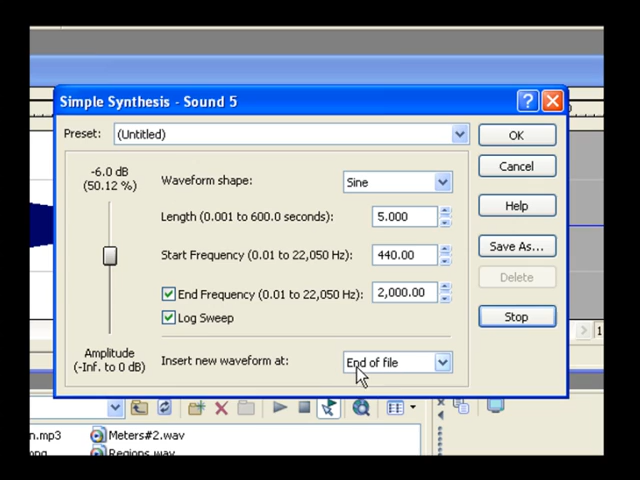 Simple Synthesis - Sound 5
Preset: (Untitled)
OK
-6.0 dB
(50.12 %)
Waveform shape: Sine
Cancel
Length (0.001 to 600.0 seconds): 5.000
Help
Start Frequency (0.01 to 22,050 Hz): 440.00
Save As...
Delete
End Frequency (0.01 to 22,050 Hz): 2,000.00
Log Sweep
Stop
Amplitude
(-Inf. to 0 dB)
Insert new waveform at: End of file
1
n.mp3 Meters#2.wav
Regions.wav